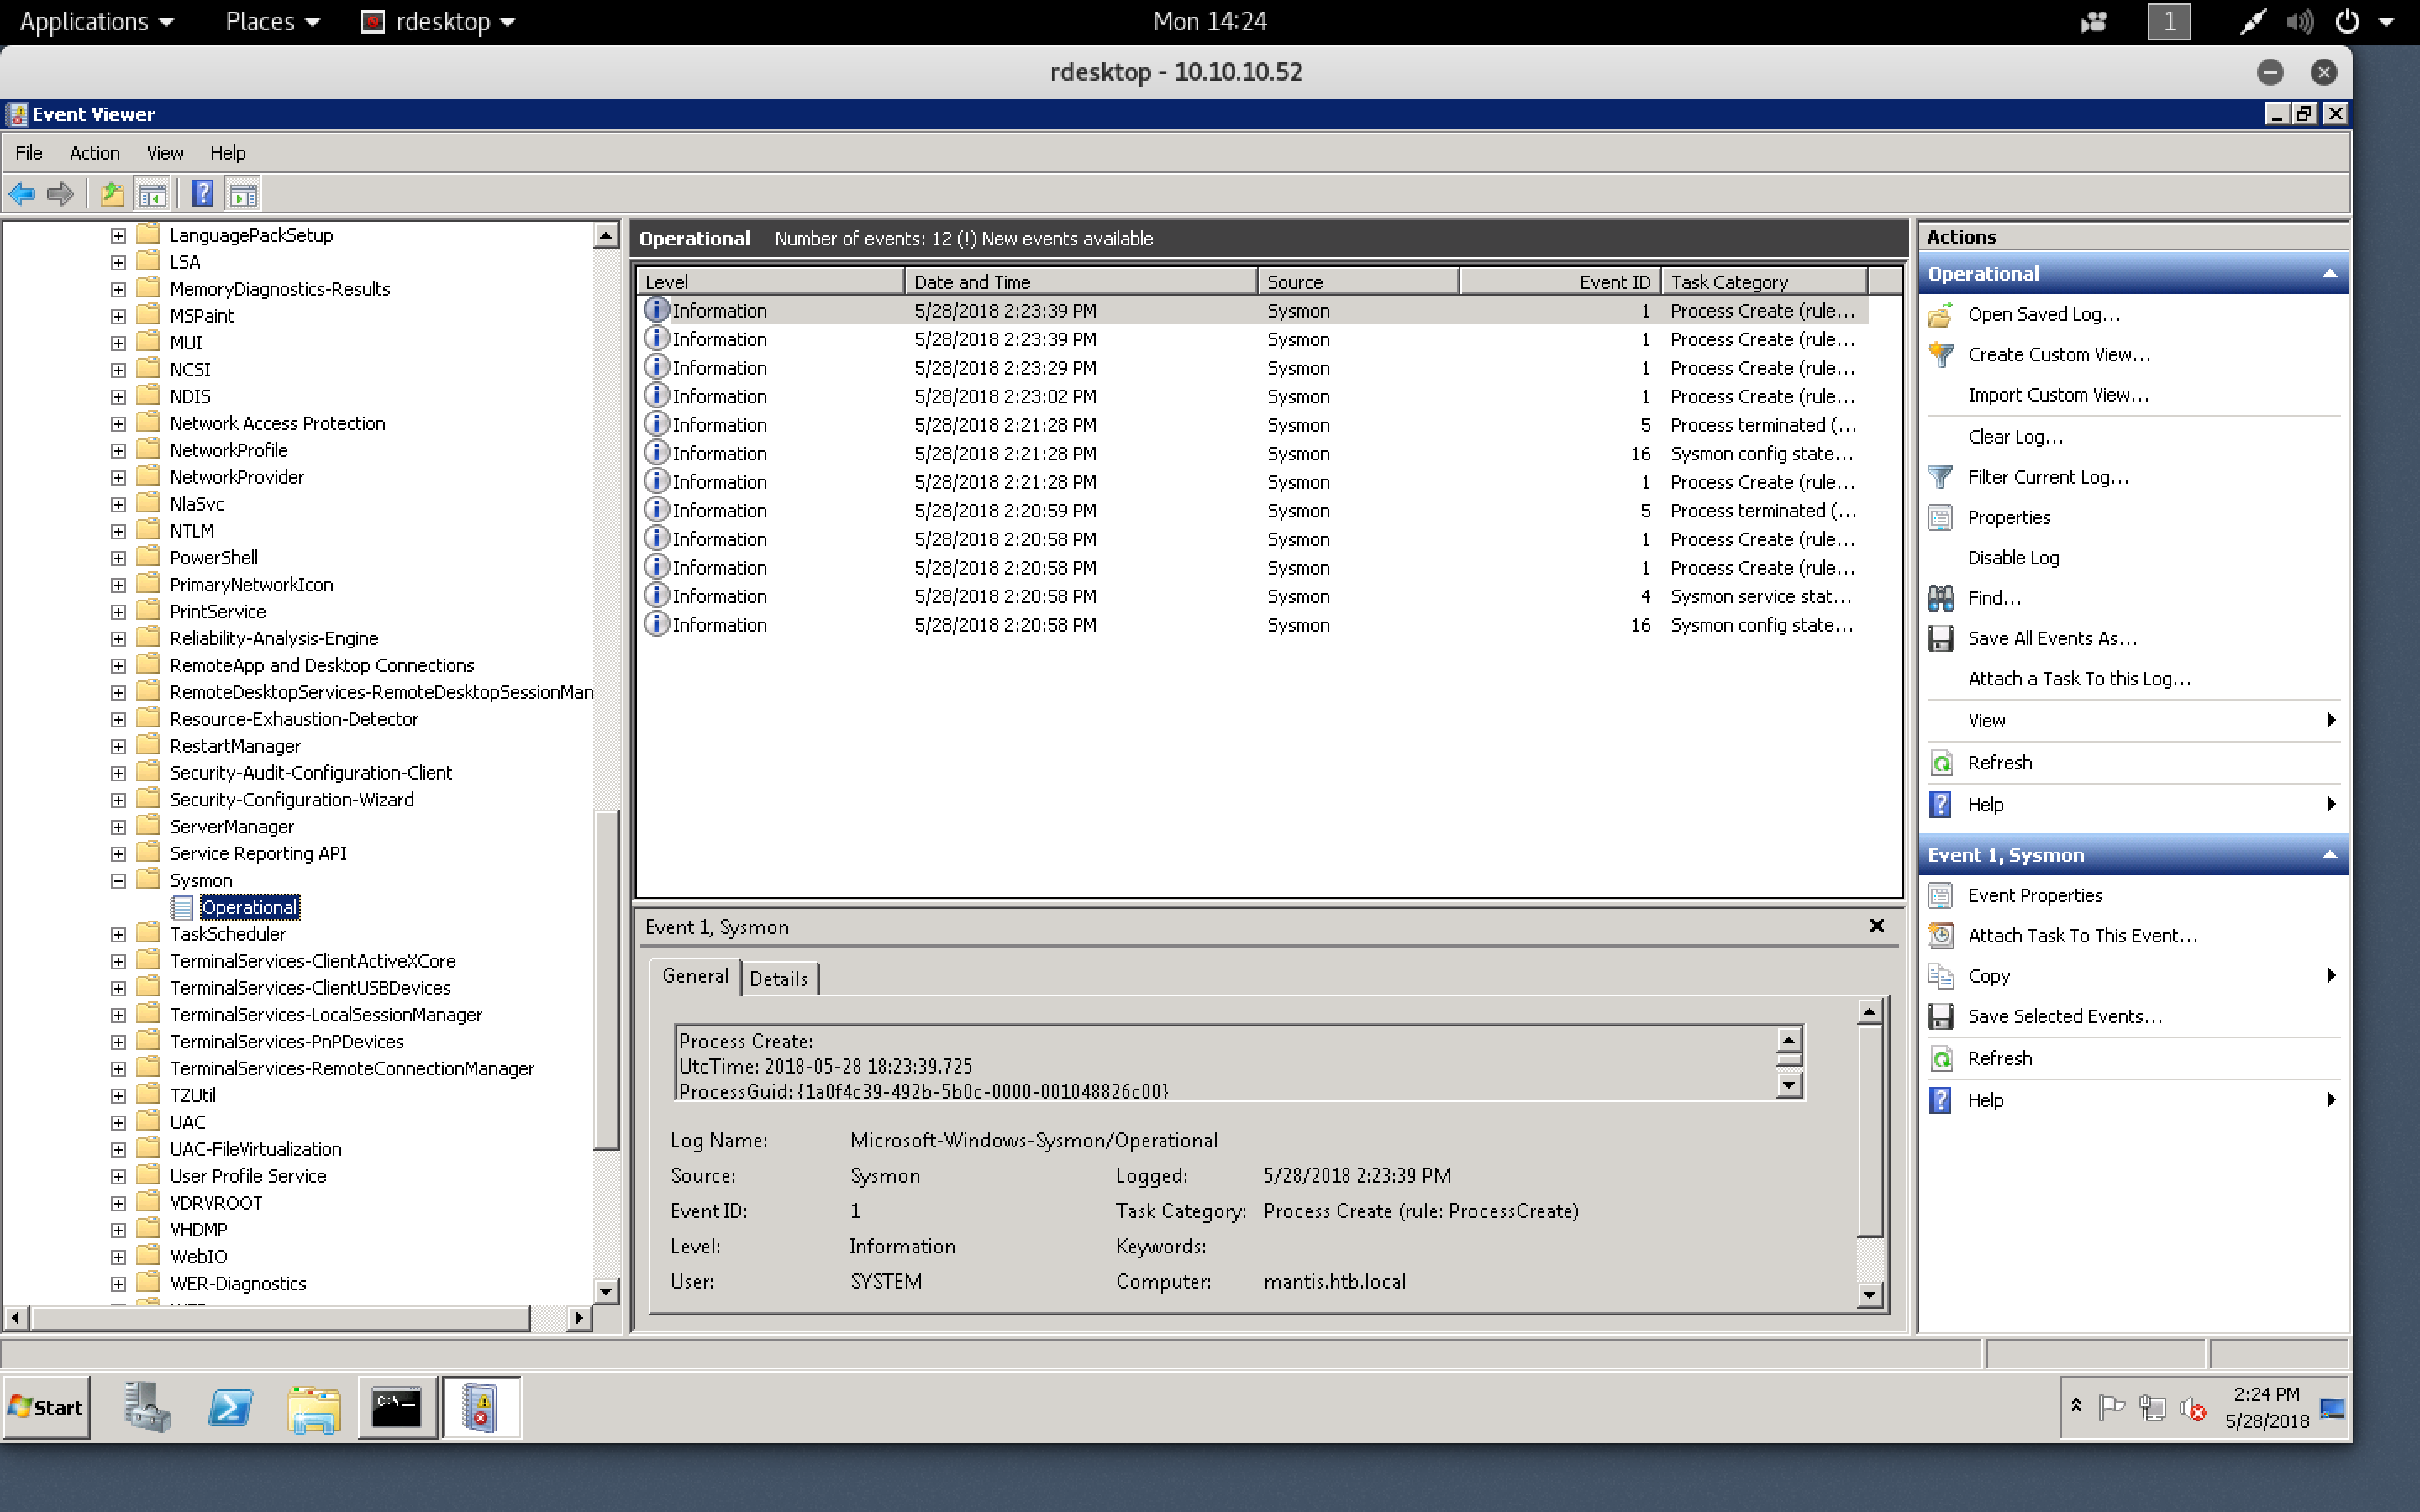 Applications Places rdesktop Mon 14:24 1
rdesktop - 10.10.10.52
Event Viewer
File Action View Help
LanguagePackSetup
LSA
MemoryDiagnostics-Results
MSPaint
MUI
NCSI
NDIS
Network Access Protection
NetworkProfile
NetworkProvider
NlaSvc
NTLM
PowerShell
PrimaryNetworkIcon
PrintService
Reliability-Analysis-Engine
RemoteApp and Desktop Connections
RemoteDesktopServices-RemoteDesktopSessionMan
Resource-Exhaustion-Detector
RestartManager
Security-Audit-Configuration-Client
Security-Configuration-Wizard
ServerManager
Service Reporting API
Sysmon
Operational
TaskScheduler
TerminalServices-ClientActiveXCore
TerminalServices-ClientUSBDevices
TerminalServices-LocalSessionManager
TerminalServices-PnPDevices
TerminalServices-RemoteConnectionManager
TZUtil
UAC
UAC-FileVirtualization
User Profile Service
VDRVROOT
VHDMP
WebIO
WER-Diagnostics
Operational Number of events: 12 (!) New events available
Level Date and Time Source Event ID Task Category
Information 5/28/2018 2:23:39 PM Sysmon 1 Process Create (rule...
Information 5/28/2018 2:23:39 PM Sysmon 1 Process Create (rule...
Information 5/28/2018 2:23:29 PM Sysmon 1 Process Create (rule...
Information 5/28/2018 2:23:02 PM Sysmon 1 Process Create (rule...
Information 5/28/2018 2:21:28 PM Sysmon 5 Process terminated (...
Information 5/28/2018 2:21:28 PM Sysmon 16 Sysmon config state...
Information 5/28/2018 2:21:28 PM Sysmon 1 Process Create (rule...
Information 5/28/2018 2:20:59 PM Sysmon 5 Process terminated (...
Information 5/28/2018 2:20:58 PM Sysmon 1 Process Create (rule...
Information 5/28/2018 2:20:58 PM Sysmon 1 Process Create (rule...
Information 5/28/2018 2:20:58 PM Sysmon 4 Sysmon service stat...
Information 5/28/2018 2:20:58 PM Sysmon 16 Sysmon config state...
Event 1, Sysmon
General Details
Process Create:
UtcTime: 2018-05-28 18:23:39.725
ProcessGuid: {1a0f4c39-492b-5b0c-0000-001048826c00}
Log Name: Microsoft-Windows-Sysmon/Operational
Source: Sysmon Logged: 5/28/2018 2:23:39 PM
Event ID: 1 Task Category: Process Create (rule: ProcessCreate)
Level: Information Keywords:
User: SYSTEM Computer: mantis.htb.local
Actions
Operational
Open Saved Log...
Create Custom View...
Import Custom View...
Clear Log...
Filter Current Log...
Properties
Disable Log
Find...
Save All Events As...
Attach a Task To this Log...
View
Refresh
Help
Event 1, Sysmon
Event Properties
Attach Task To This Event...
Copy
Save Selected Events...
Refresh
Help
Start
2:24 PM
5/28/2018